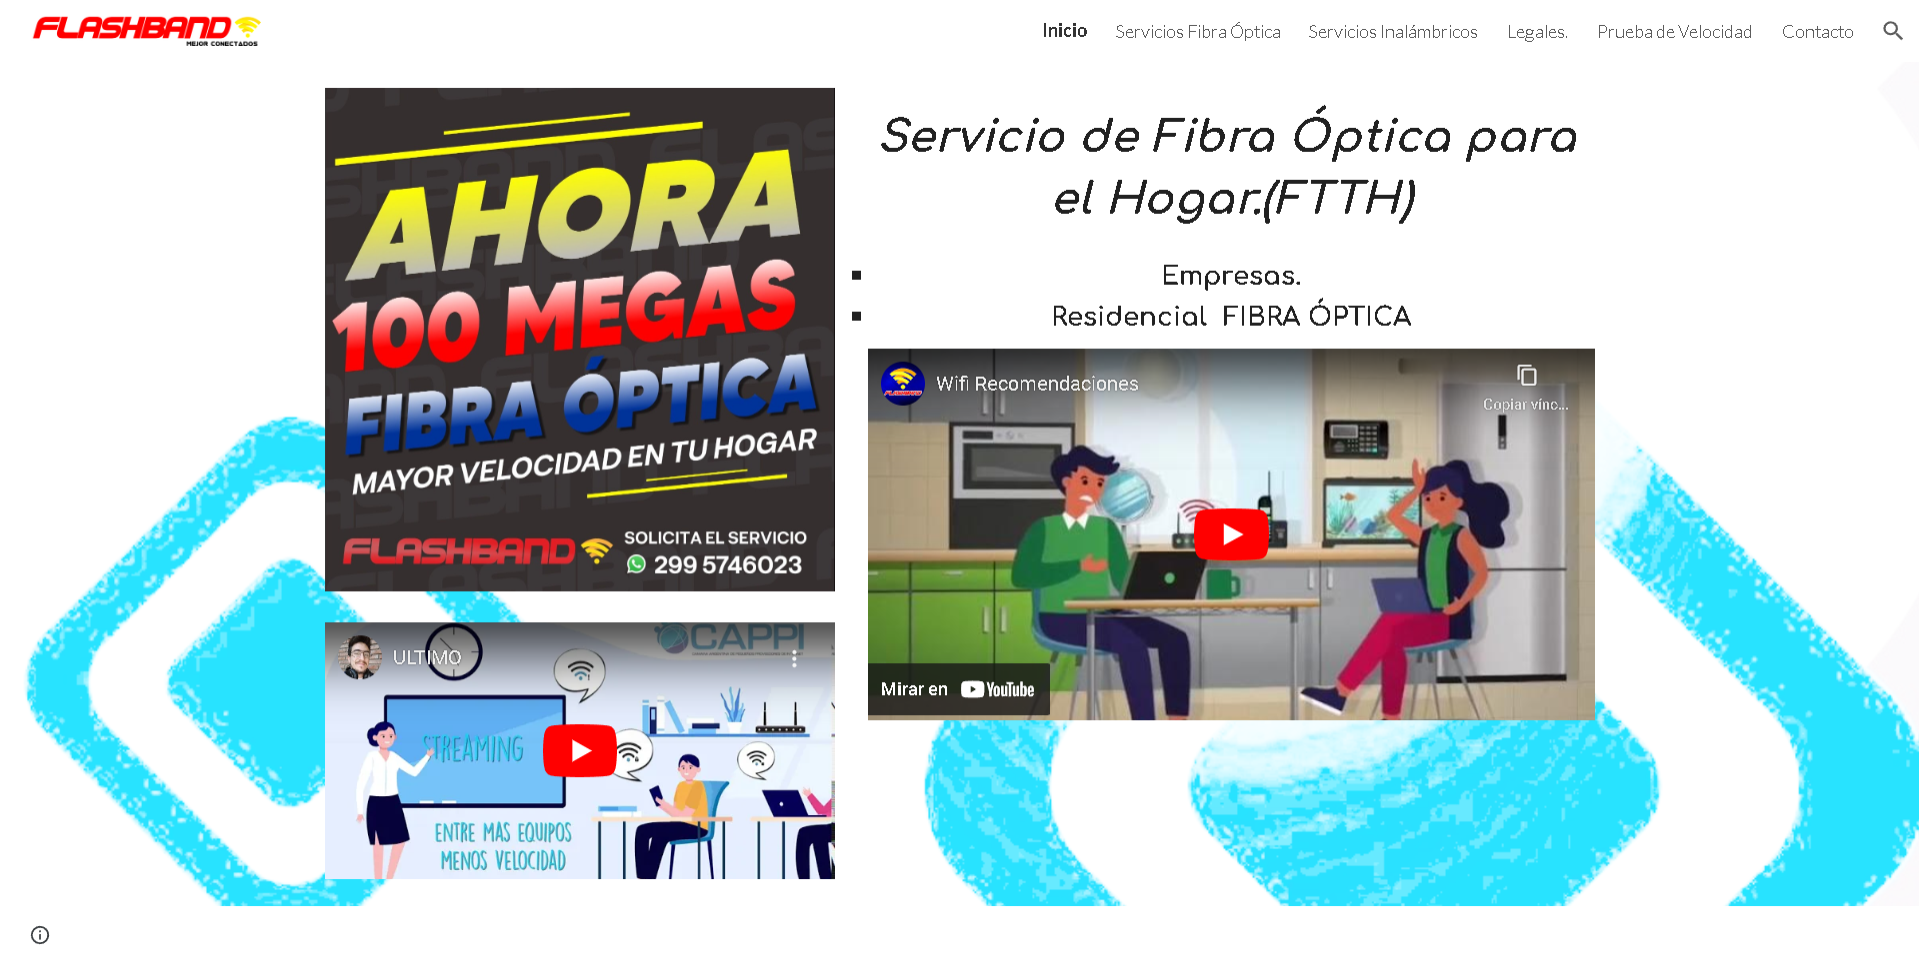 FLASHBAND
MEJOR CONECTADOS
Inicio
Servicios Fibra Óptica
Servicios Inalámbricos
Legales.
Prueba de Velocidad
Contacto
AHORA
100 MEGAS
FIBRA ÓPTICA
MAYOR VELOCIDAD EN TU HOGAR
FLASHBAND
SOLICITA EL SERVICIO
299 5746023
Servicio de Fibra Óptica para
el Hogar.(FTTH)
Empresas.
Residencial FIBRA ÓPTICA
Wifi Recomendaciones
Copiar vínc...
Mirar en YouTube
ULTIMO
CAPPI
STREAMING
ENTRE MAS EQUIPOS
MENOS VELOCIDAD